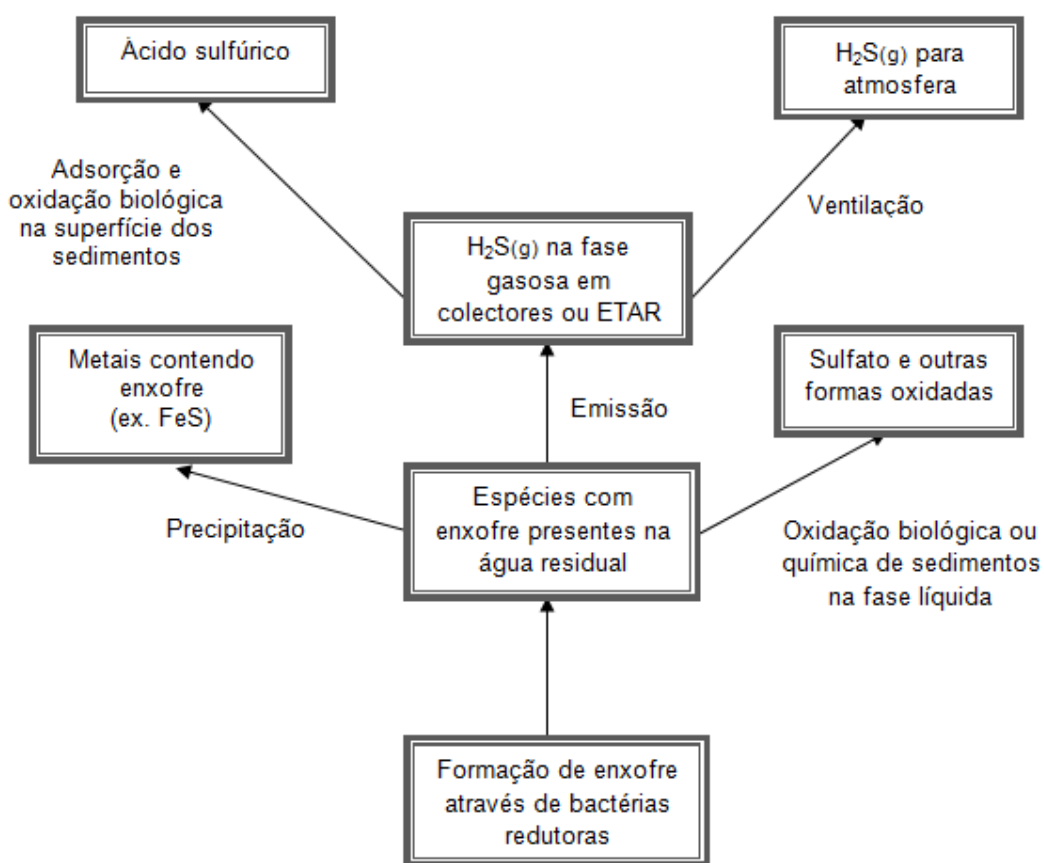 Ácido sulfúrico
H₂S(g) para
atmosfera
Adsorção e
oxidação biológica
na superfície dos
sedimentos
Ventilação
H₂S(g) na fase
gasosa em
colectores ou ETAR
Metais contendo
enxofre
(ex. FeS)
Sulfato e outras
formas oxidadas
Emissão
Precipitação
Espécies com
enxofre presentes na
água residual
Oxidação biológica ou
química de sedimentos
na fase líquida
Formação de enxofre
através de bactérias
redutoras